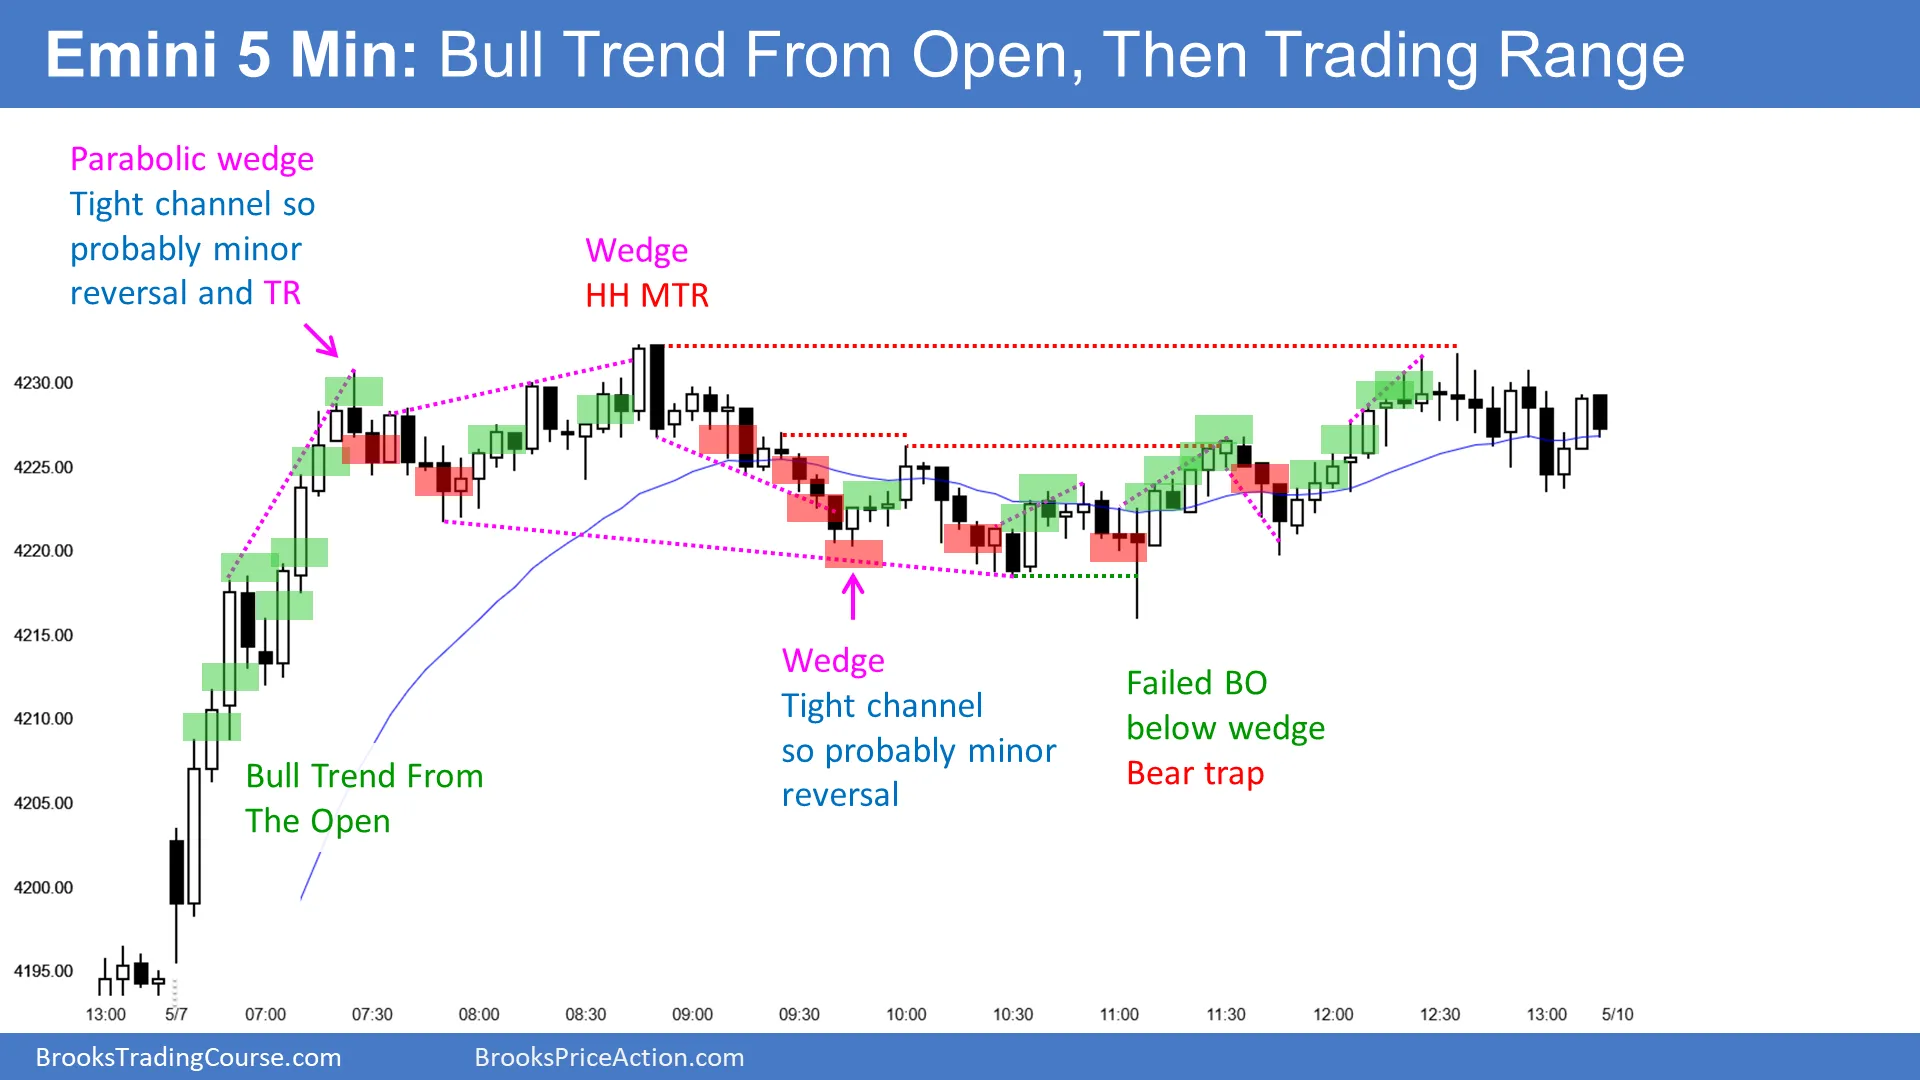 Emini 5 Min: Bull Trend From Open, Then Trading Range
Parabolic wedge
Tight channel so
probably minor
reversal and TR
Wedge
HH MTR
4230.00
4225.00
4220.00
4215.00
4210.00
4205.00
4200.00
4195.00
Bull Trend From
The Open
Wedge
Tight channel
so probably minor
reversal
Failed BO
below wedge
Bear trap
13:00 5/7 07:00 07:30 08:00 08:30 09:00 09:30 10:00 10:30 11:00 11:30 12:00 12:30 13:00 5/10
BrooksTradingCourse.com BrooksPriceAction.com